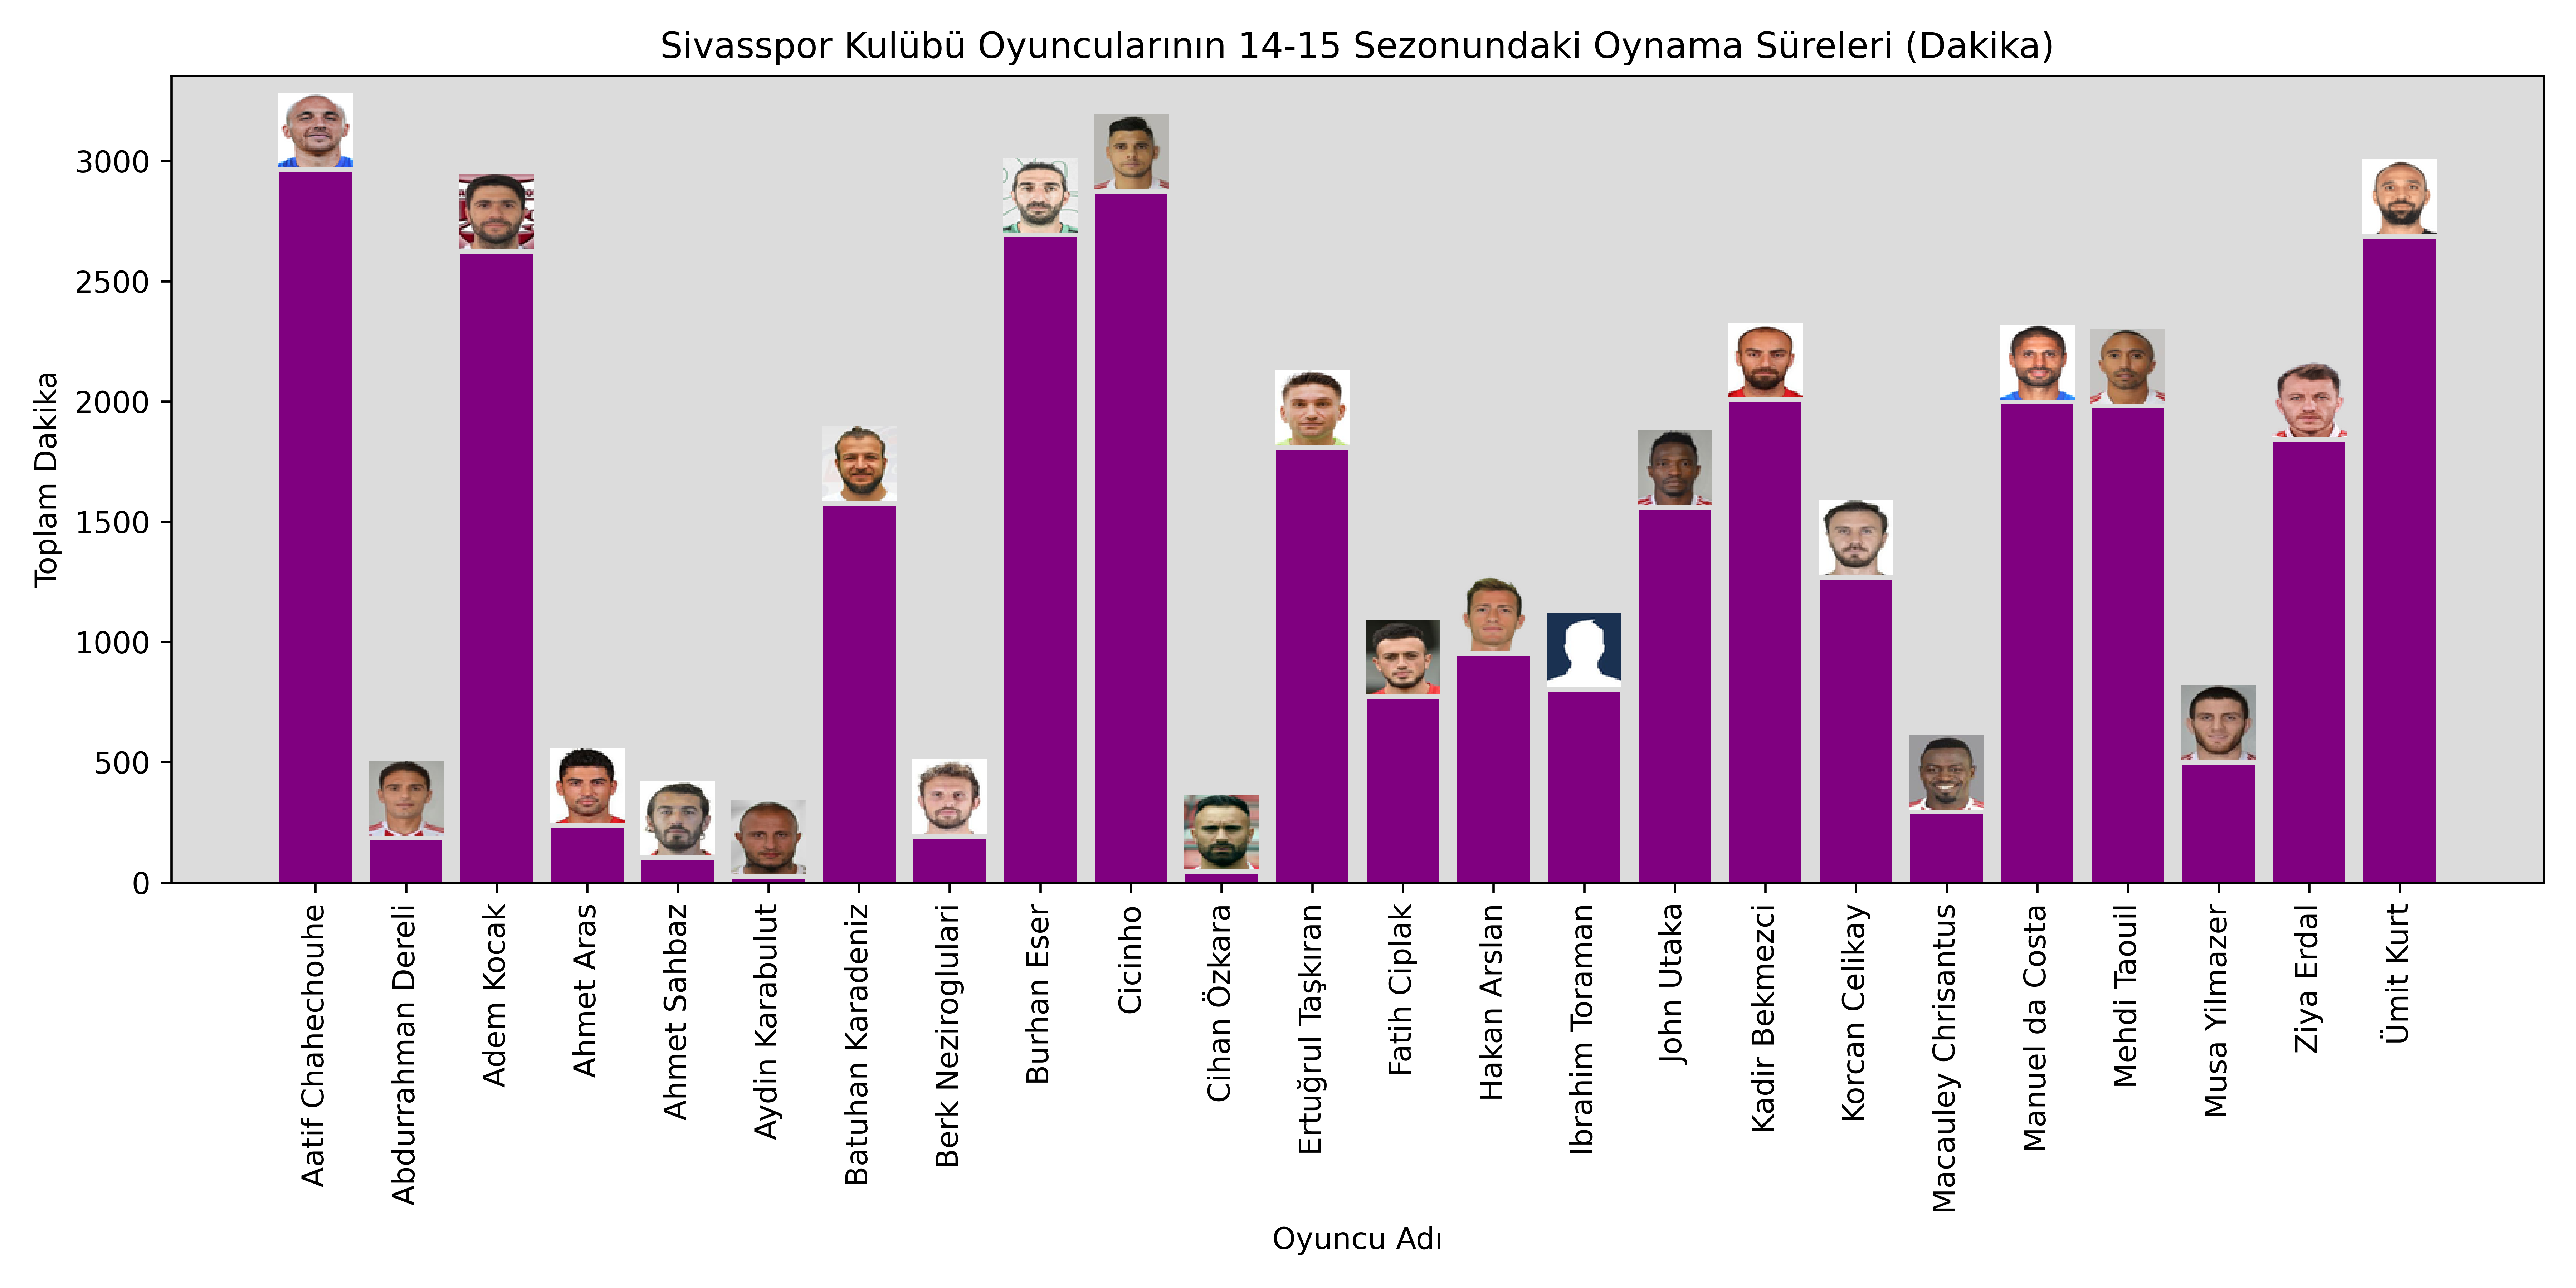 Sivasspor Kulübü Oyuncularının 14-15 Sezonundaki Oynama Süreleri (Dakika)
Toplam Dakika
3000
2500
2000
1500
1000
500
0
Aatif Chahechouhe
Abdurrahman Dereli
Adem Kocak
Ahmet Aras
Ahmet Sahbaz
Aydin Karabulut
Batuhan Karadeniz
Berk Neziroglulari
Burhan Eser
Cicinho
Cihan Özkara
Ertuğrul Taşkıran
Fatih Ciplak
Hakan Arslan
Ibrahim Toraman
John Utaka
Kadir Bekmezci
Korcan Celikay
Macauley Chrisantus
Manuel da Costa
Mehdi Taouil
Musa Yilmazer
Ziya Erdal
Ümit Kurt
Oyuncu Adı